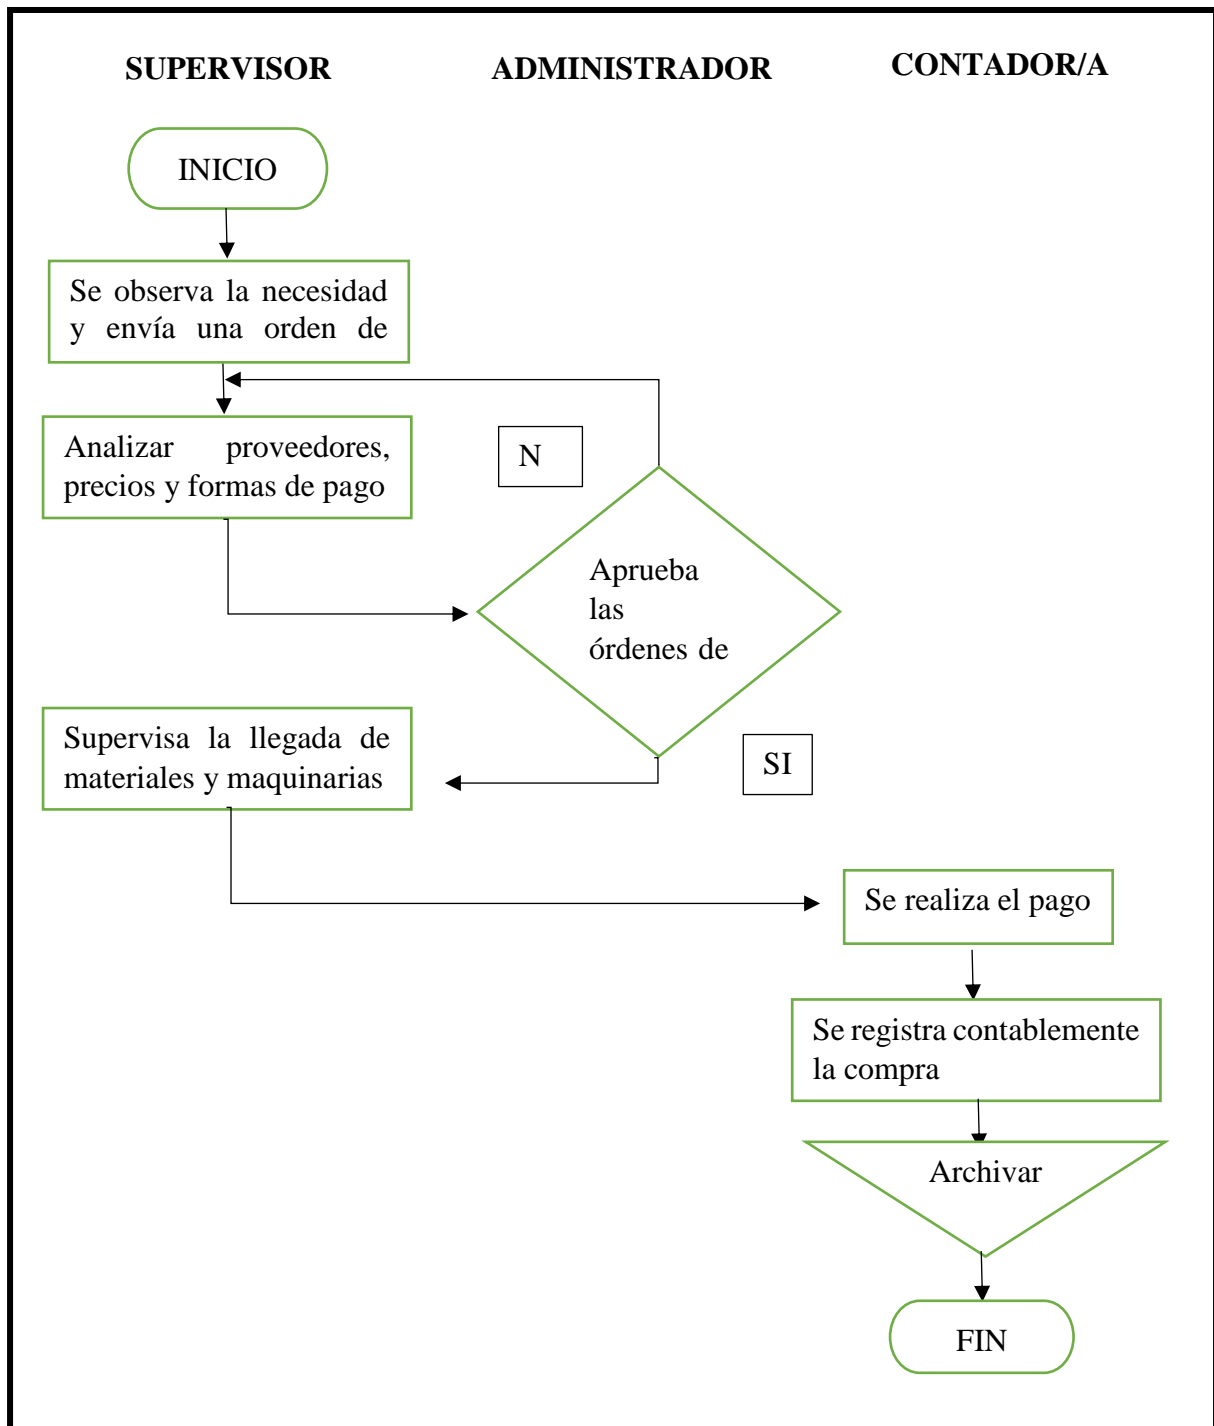 SUPERVISOR
ADMINISTRADOR
CONTADOR/A
INICIO
Se observa la necesidad
y envía una orden de
Analizar proveedores,
precios y formas de pago
N
Aprueba
las
órdenes de
Supervisa la llegada de
materiales y maquinarias
SI
Se realiza el pago
Se registra contablemente
la compra
Archivar
FIN